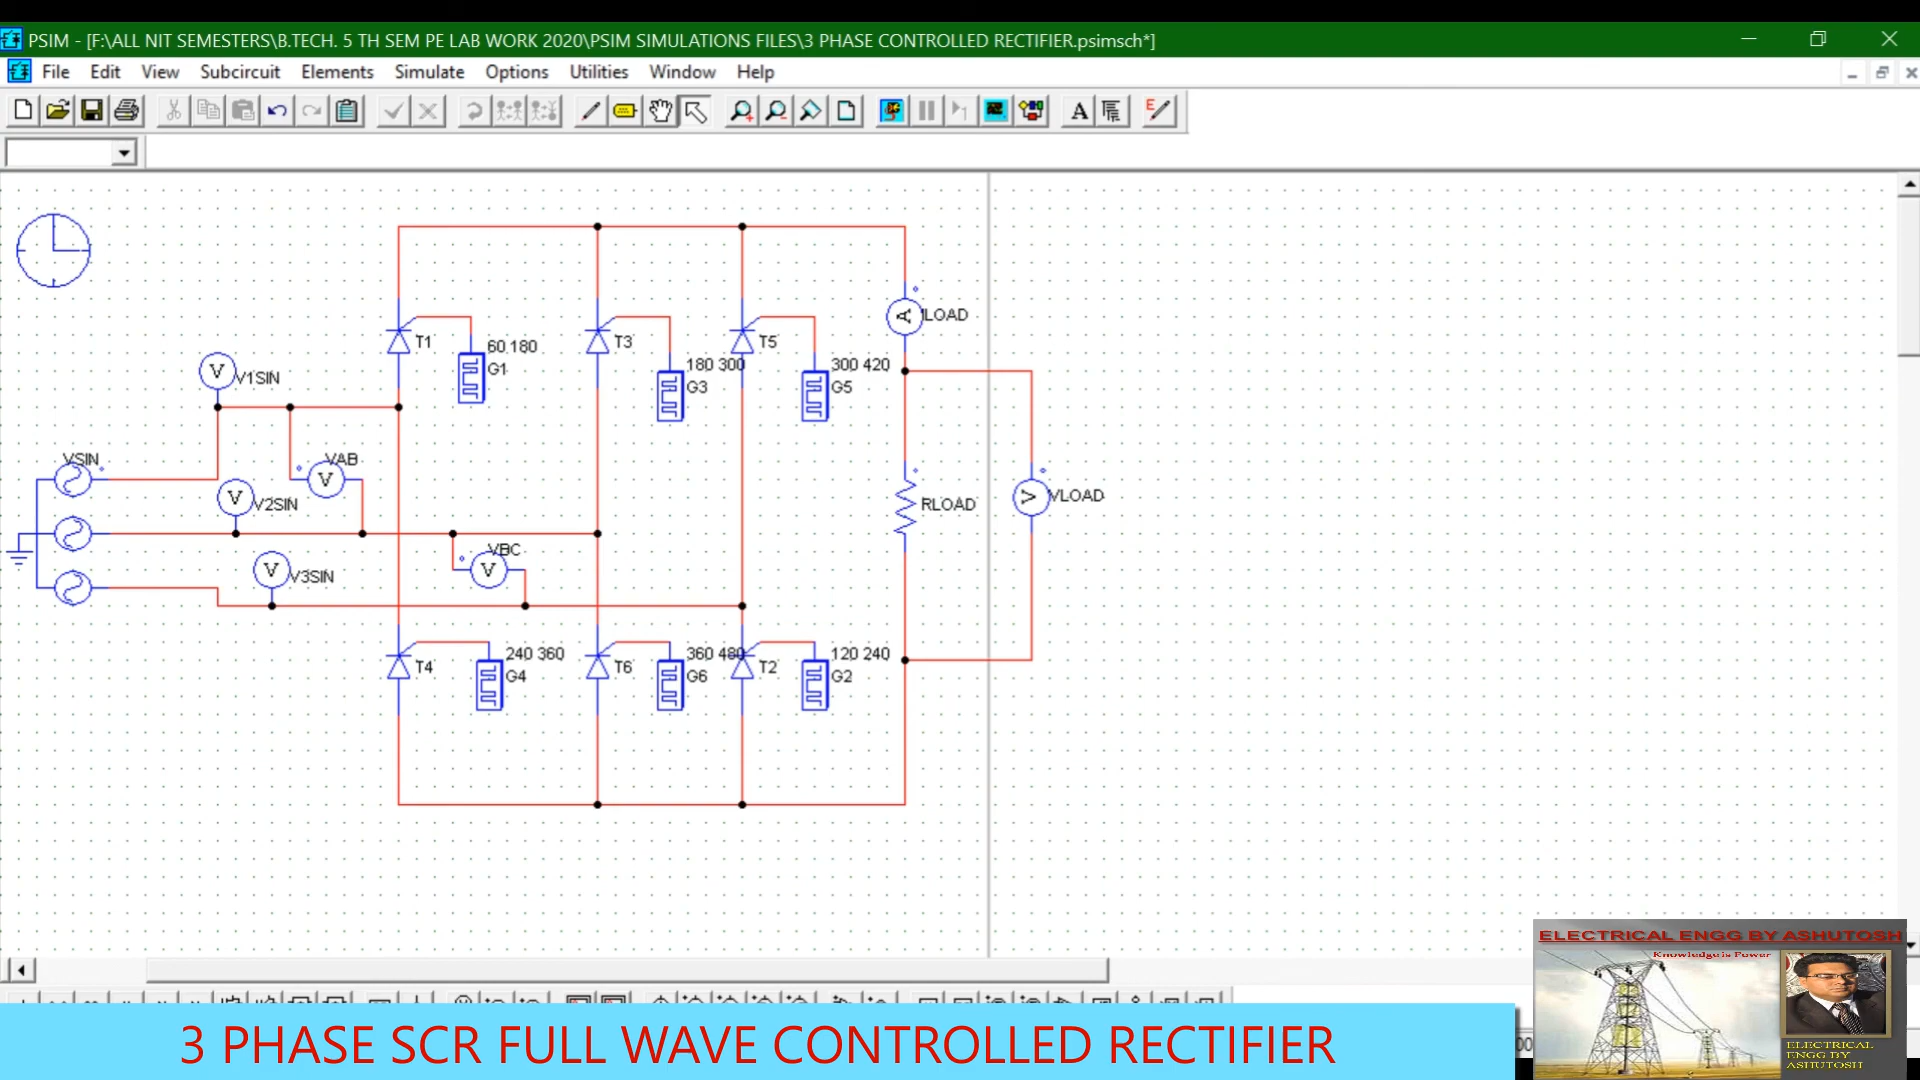 PSIM - [F:\ALL NIT SEMESTERS\B.TECH. 5 TH SEM PE LAB WORK 2020\PSIM SIMULATIONS FILES\3 PHASE CONTROLLED RECTIFIER.psimsch*]
File Edit View Subcircuit Elements Simulate Options Utilities Window Help
A
E
A ILOAD
T1
60 180
G1
T3
180 300
G3
T5
300 420
G5
V V1SIN
VSIN
VAB
V
V V2SIN
RLOAD
V VLOAD
VBC
V
V V3SIN
T4
240 360
G4
T6
360 480
G6
T2
120 240
G2
ELECTRICAL ENGG BY ASHUTOSH
Knowledge is Power
ELECTRICAL
ENGG BY
ASHUTOSH
3 PHASE SCR FULL WAVE CONTROLLED RECTIFIER